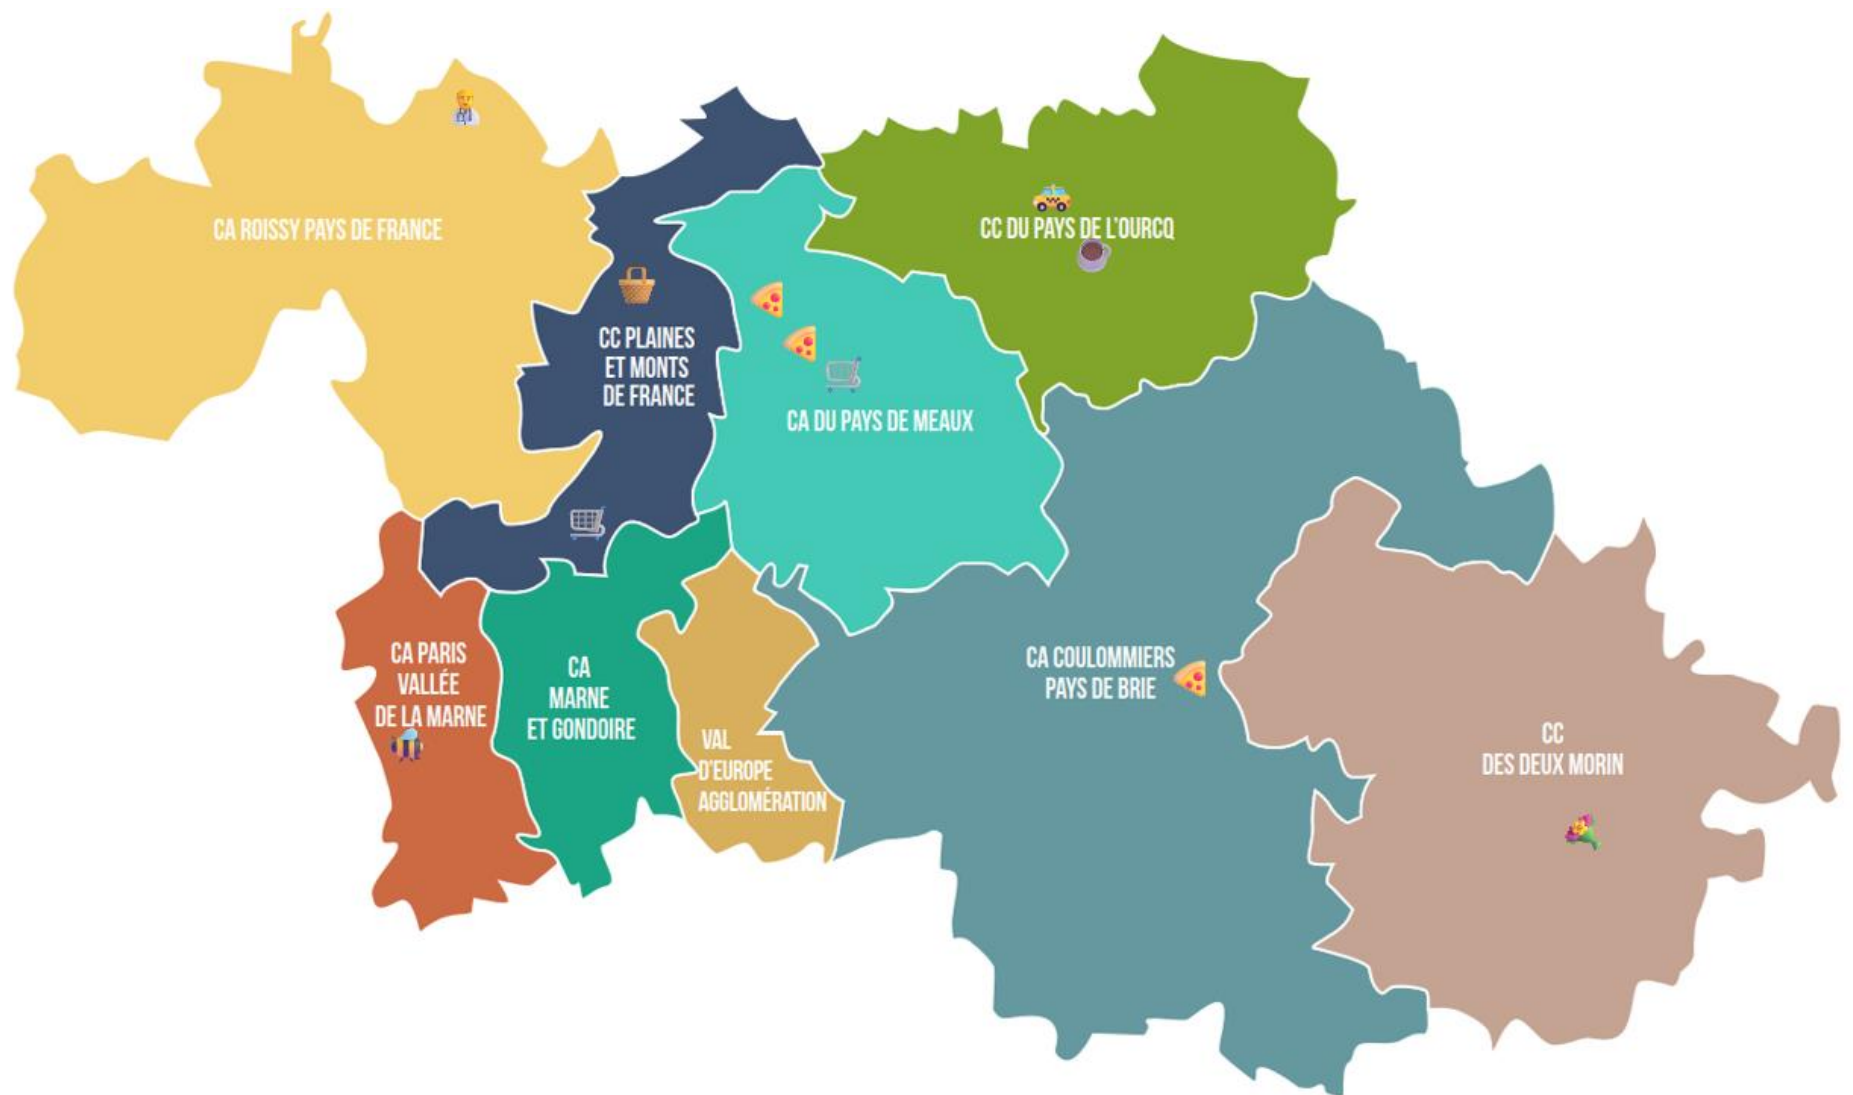 CA ROISSY PAYS DE FRANCE
CC DU PAYS DE L'OURCQ
CC PLAINES
ET MONTS
DE FRANCE
CA DU PAYS DE MEAUX
CA PARIS
VALLÉE
DE LA MARNE
CA
MARNE
ET GONDOIRE
VAL
D'EUROPE
AGGLOMÉRATION
CA COULOMMIERS
PAYS DE BRIE
CC
DES DEUX MORIN